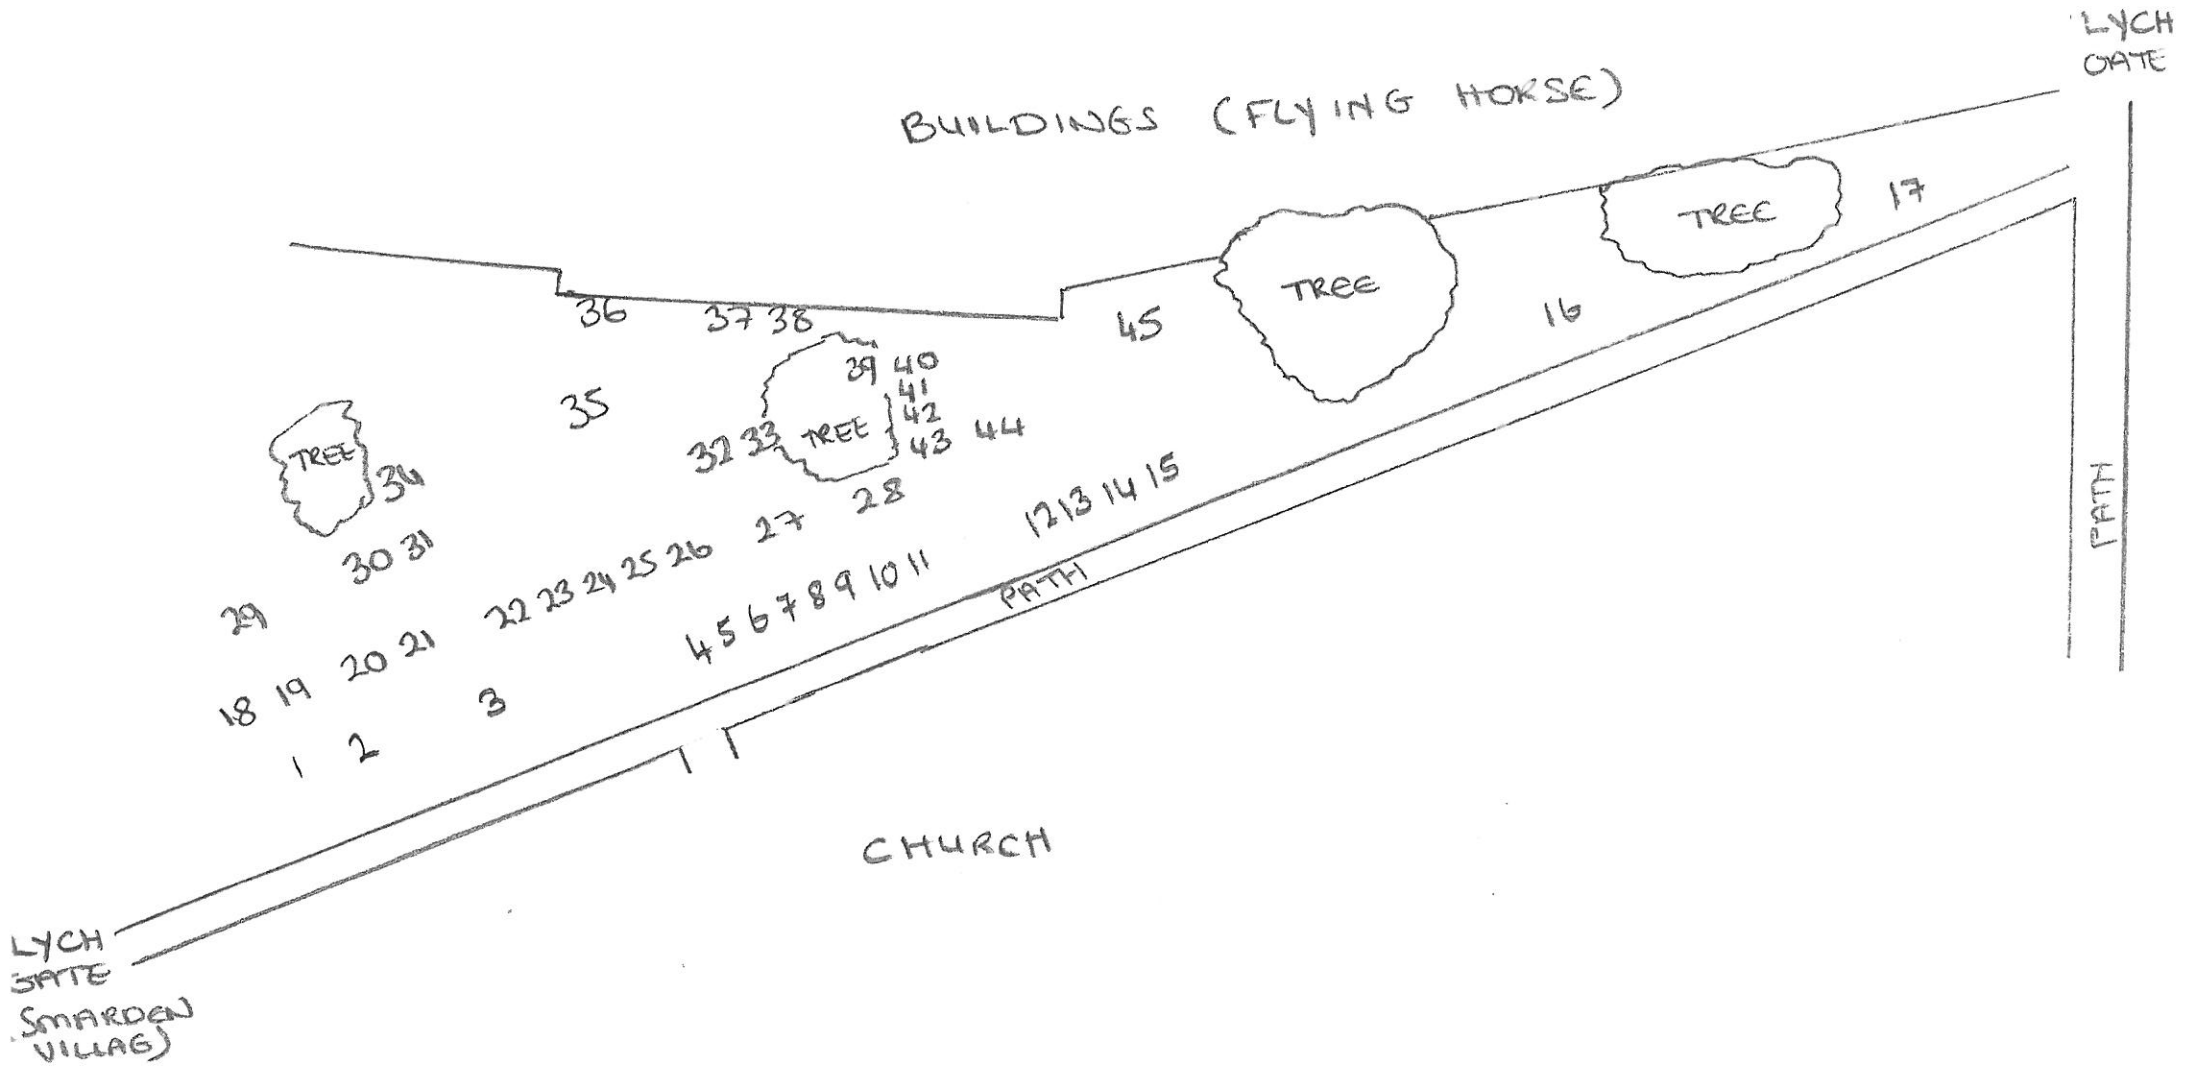 LYCH
GATE
BUILDINGS (FLYING HORSE)
TREE
17
TREE
16
45
36
37 38
39 40
41
42
43 44
TREE
32 33
35
TREE
34
28
27
30 31
22 23 24 25 26
29
20 21
18 19
12 13 14 15
4 5 6 7 8 9 10 11
3
1 2
PATH
PATH
CHURCH
LYCH
GATE
SMARDEN
VILLAG)